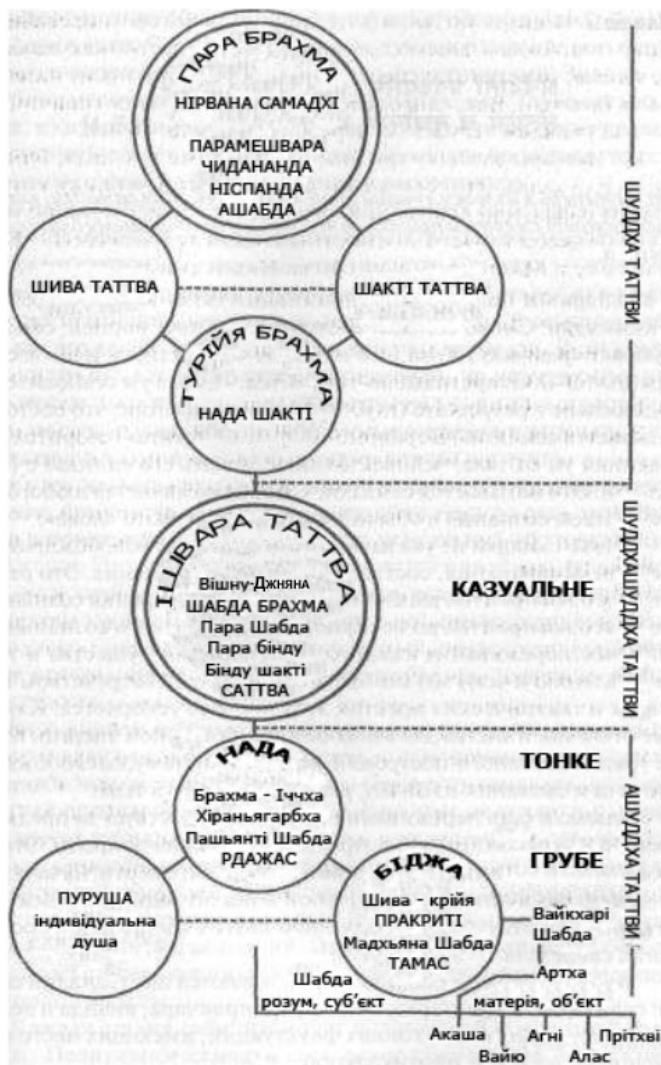 ПАРА БРАХМА
НІРВАНА САМАДХІ
ПАРАМЕШВАРА
ЧИДАНАНДА
НІСПАНДА
АШАБДА
ШИВА ТАТТВА
ШАКТІ ТАТТВА
ТУРІЙЯ БРАХМА
НАДА ШАКТІ
ШУДДХА ТАТТВИ
ІШВАРА ТАТТВА
Вішну-Джняна
ШАБДА БРАХМА
Пара Шабда
Пара бінду
Бінду шакті
САТТВА
КАЗУАЛЬНЕ
ШУДДАШУДДХА ТАТТВИ
НАДА
Брахма - Іччха
Хіраньягарбха
Пашьянті Шабда
РДАЖАС
ТОНКЕ
ГРУБЕ
АШУДДХА ТАТТВИ
БІДЖА
Шива - крійя
ПРАКРИТІ
Мадхьяна Шабда
ТАМАС
ПУРУША
індивідуальна
душа
Вайкхарі
Шабда
Артха
Шабда
розум, суб'єкт
матерія, об'єкт
Акаша
Вайю
Агні
Алас
Прітхві